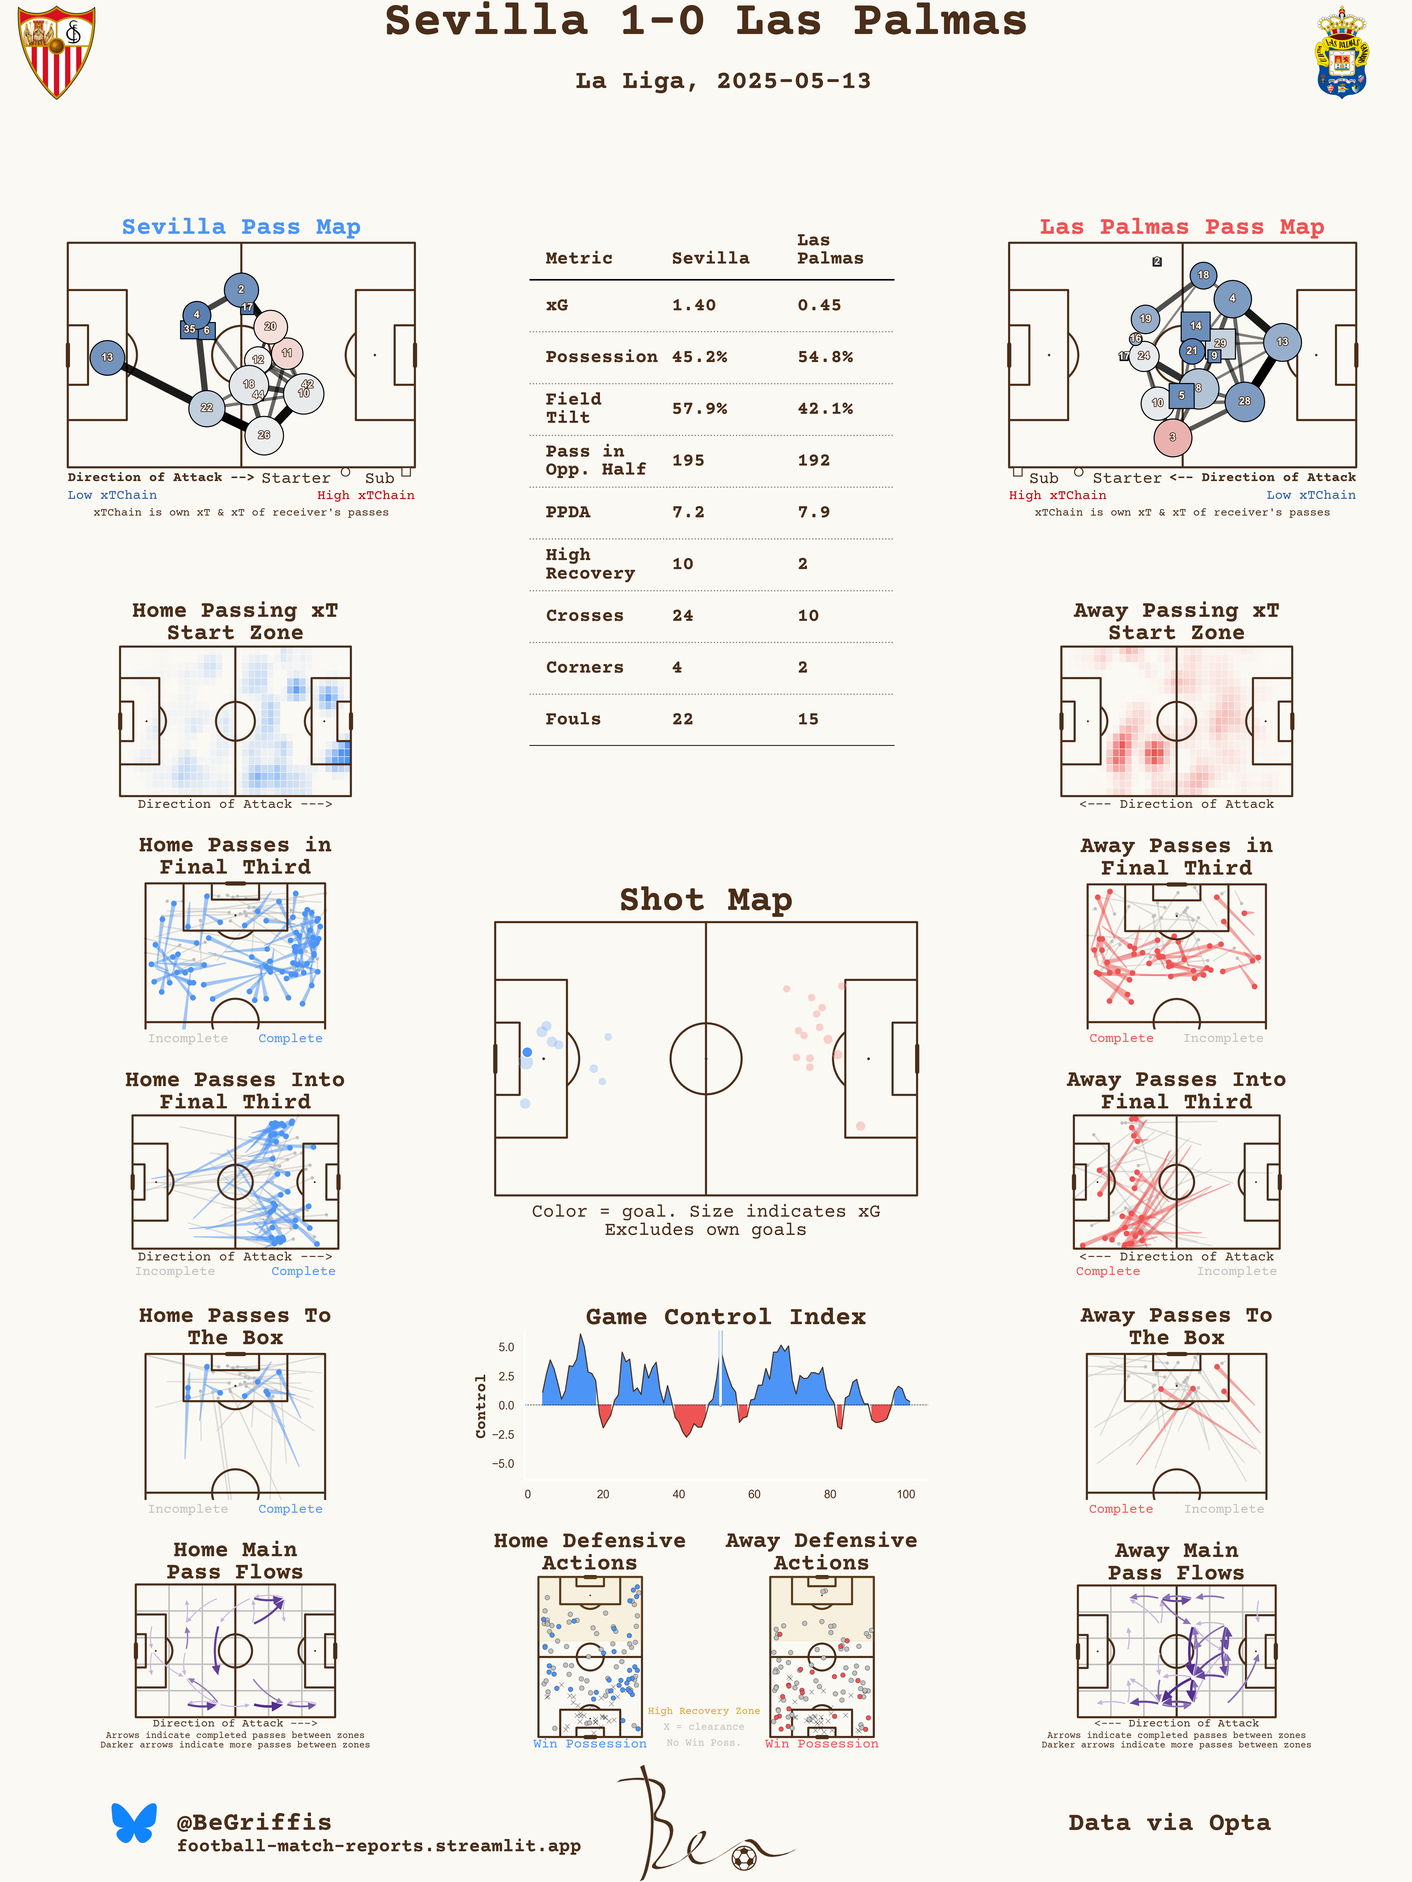 Sevilla 1-0 Las Palmas
La Liga, 2025-05-13
Sevilla Pass Map
2
17
4
35
6
20
12
11
13
18
44
42
10
22
26
Direction of Attack --> Starter Sub
Low xTChain High xTChain
xTChain is own xT & xT of receiver's passes
Metric Sevilla Las Palmas
xG 1.40 0.45
Possession 45.2% 54.8%
Field Tilt 57.9% 42.1%
Pass in Opp. Half 195 192
PPDA 7.2 7.9
High Recovery 10 2
Crosses 24 10
Corners 4 2
Fouls 22 15
Las Palmas Pass Map
2
18
4
19
14
16
29
13
17
24
21
9
8
10
5
28
3
Sub Starter <-- Direction of Attack
High xTChain Low xTChain
xTChain is own xT & xT of receiver's passes
Home Passing xT
Start Zone
Direction of Attack --->
Away Passing xT
Start Zone
<--- Direction of Attack
Home Passes in
Final Third
Incomplete Complete
Away Passes in
Final Third
Complete Incomplete
Shot Map
Color = goal. Size indicates xG
Excludes own goals
Home Passes Into
Final Third
Direction of Attack --->
Incomplete Complete
Away Passes Into
Final Third
<--- Direction of Attack
Complete Incomplete
Home Passes To
The Box
Incomplete Complete
Game Control Index
Control
5.0
2.5
0.0
−2.5
−5.0
0 20 40 60 80 100
Away Passes To
The Box
Complete Incomplete
Home Main
Pass Flows
Direction of Attack --->
Arrows indicate completed passes between zones
Darker arrows indicate more passes between zones
Home Defensive
Actions
Win Possession
Away Defensive
Actions
Win Possession
High Recovery Zone
X = clearance
No Win Poss.
Away Main
Pass Flows
<--- Direction of Attack
Arrows indicate completed passes between zones
Darker arrows indicate more passes between zones
@BeGriffis
football-match-reports.streamlit.app
Ben
Data via Opta